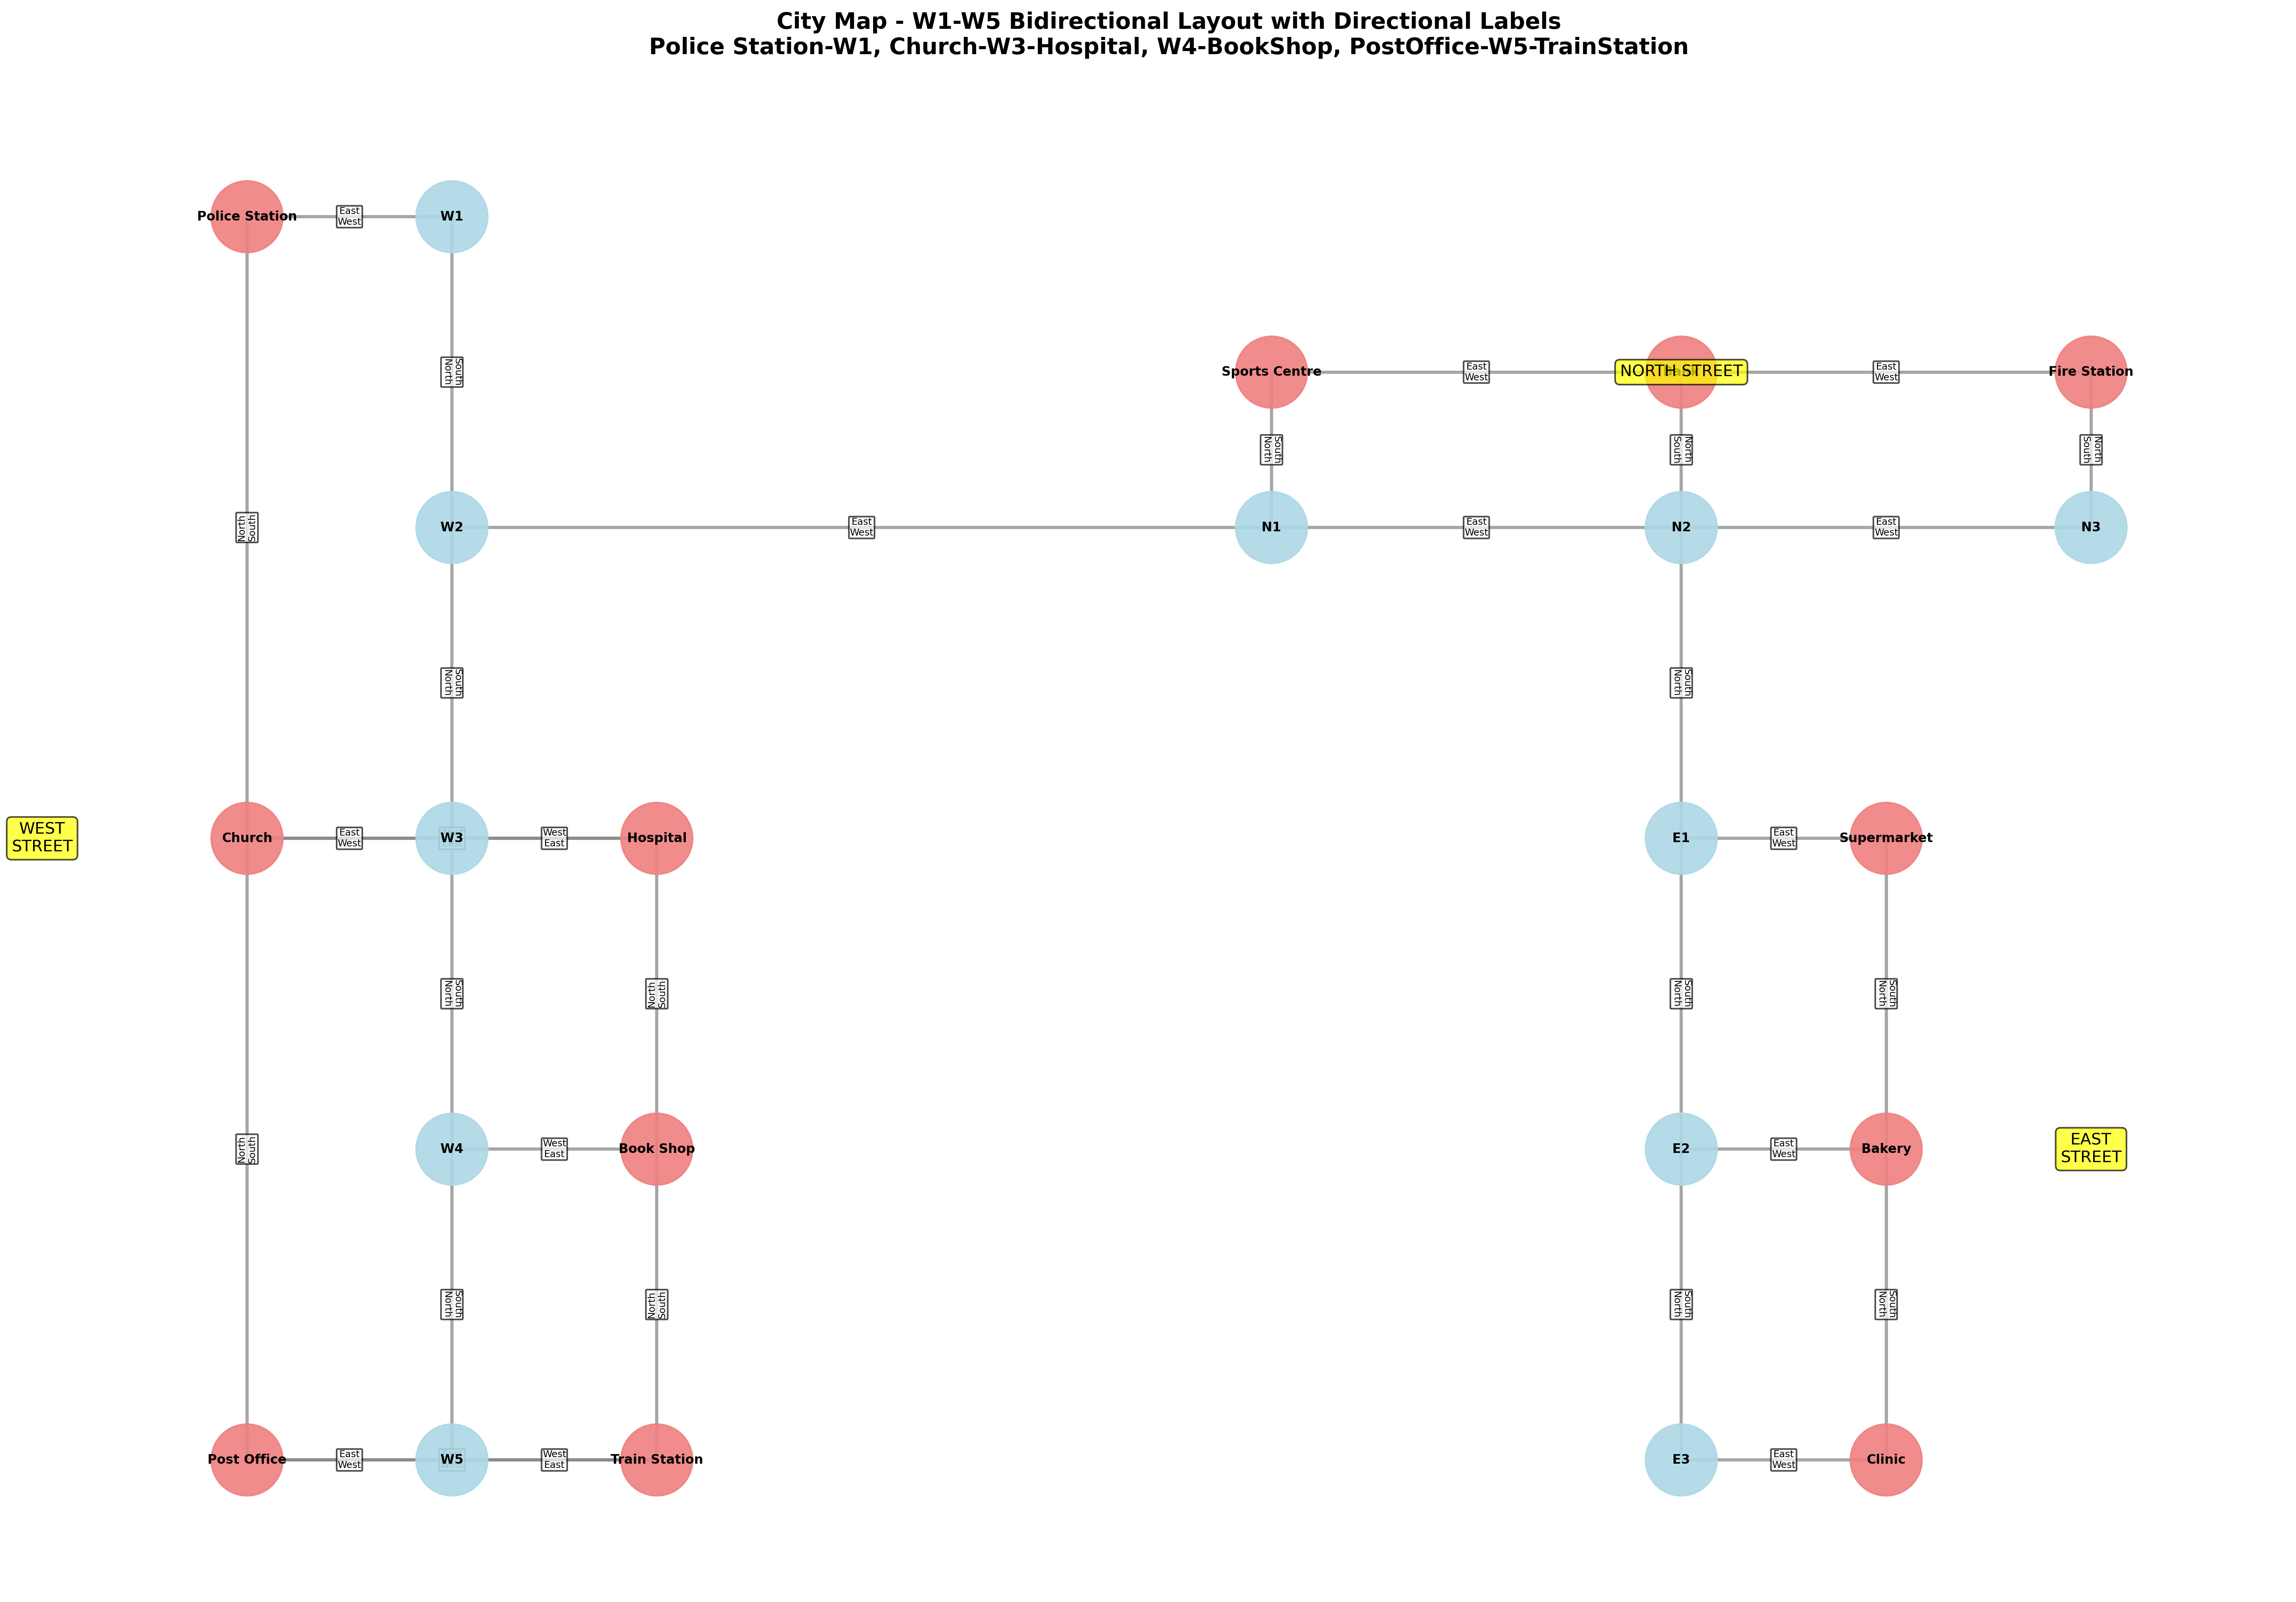 City Map - W1-W5 Bidirectional Layout with Directional Labels
Police Station-W1, Church-W3-Hospital, W4-BookShop, PostOffice-W5-TrainStation
Police Station
East
West
W1
South
North
Sports Centre
East
West
NORTH STREET
East
West
Fire Station
South
North
North
South
North
South
North
South
W2
East
West
N1
East
West
N2
East
West
N3
South
North
South
North
WEST
STREET
Church
East
West
W3
West
East
Hospital
E1
East
West
Supermarket
South
North
North
South
South
North
South
North
North
South
W4
West
East
Book Shop
E2
East
West
Bakery
EAST
STREET
South
North
North
South
South
North
South
North
Post Office
East
West
W5
West
East
Train Station
E3
East
West
Clinic